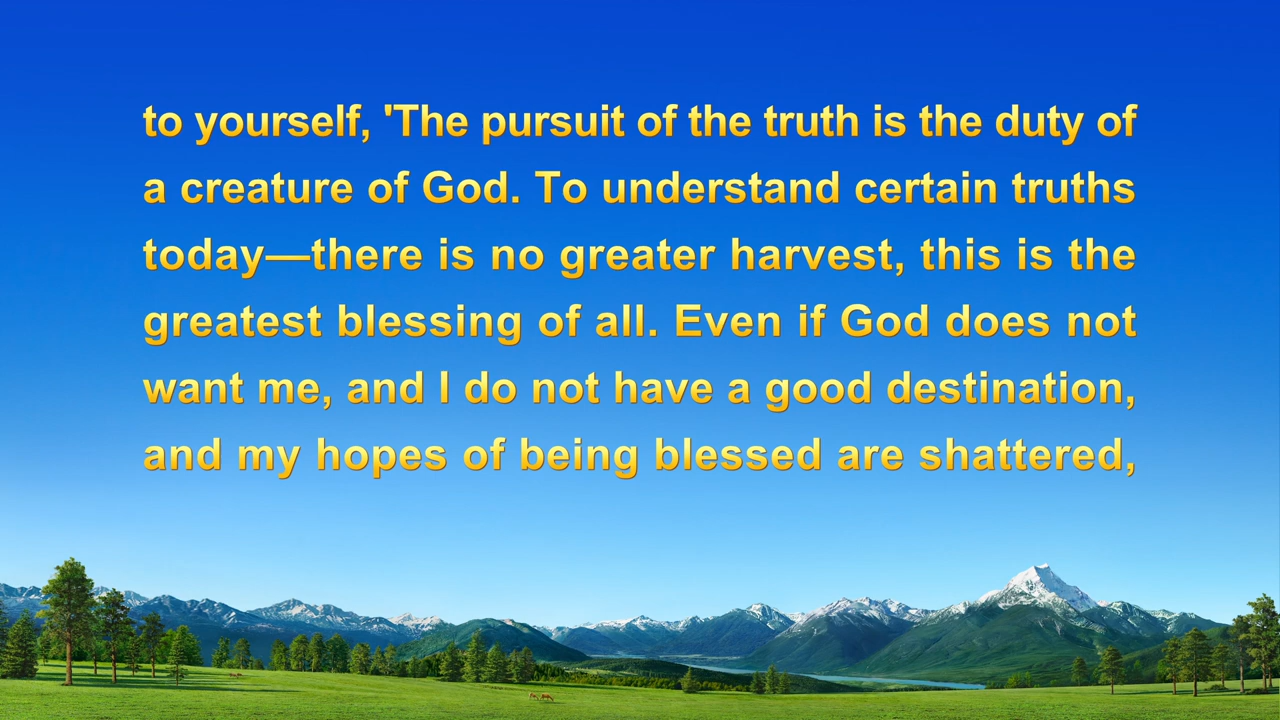 to yourself, 'The pursuit of the truth is the duty of
a creature of God. To understand certain truths
today—there is no greater harvest, this is the
greatest blessing of all. Even if God does not
want me, and I do not have a good destination,
and my hopes of being blessed are shattered,